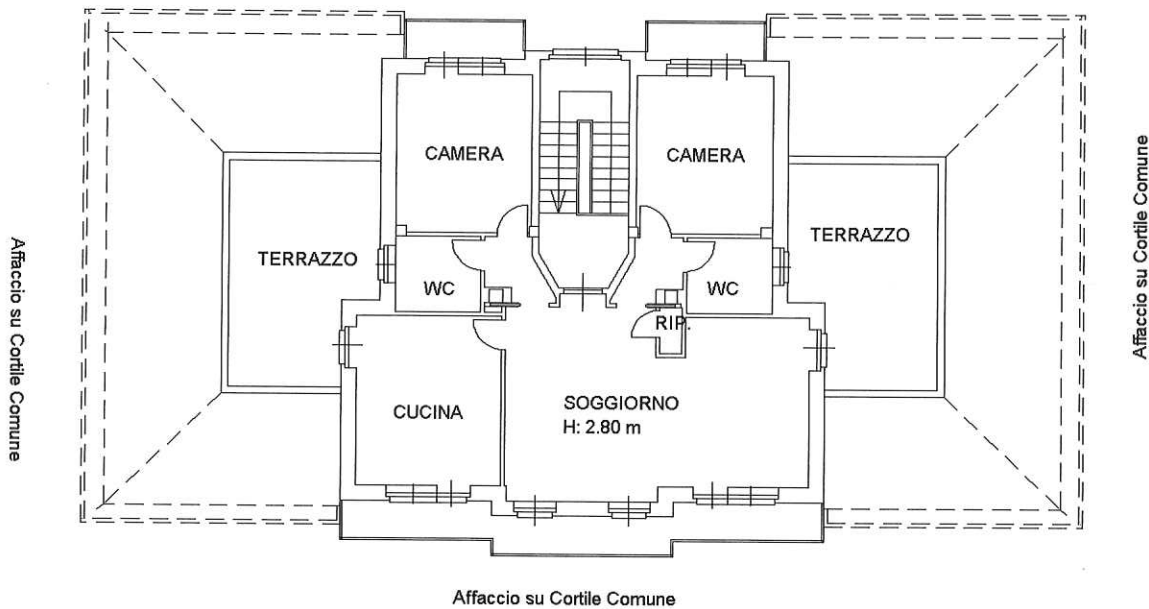 CAMERA
CAMERA
Affaccio su Cortile Comune
TERRAZZO
TERRAZZO
Affaccio su Cortile Comune
WC
WC
RIP.
CUCINA
SOGGIORNO
H: 2.80 m
Affaccio su Cortile Comune